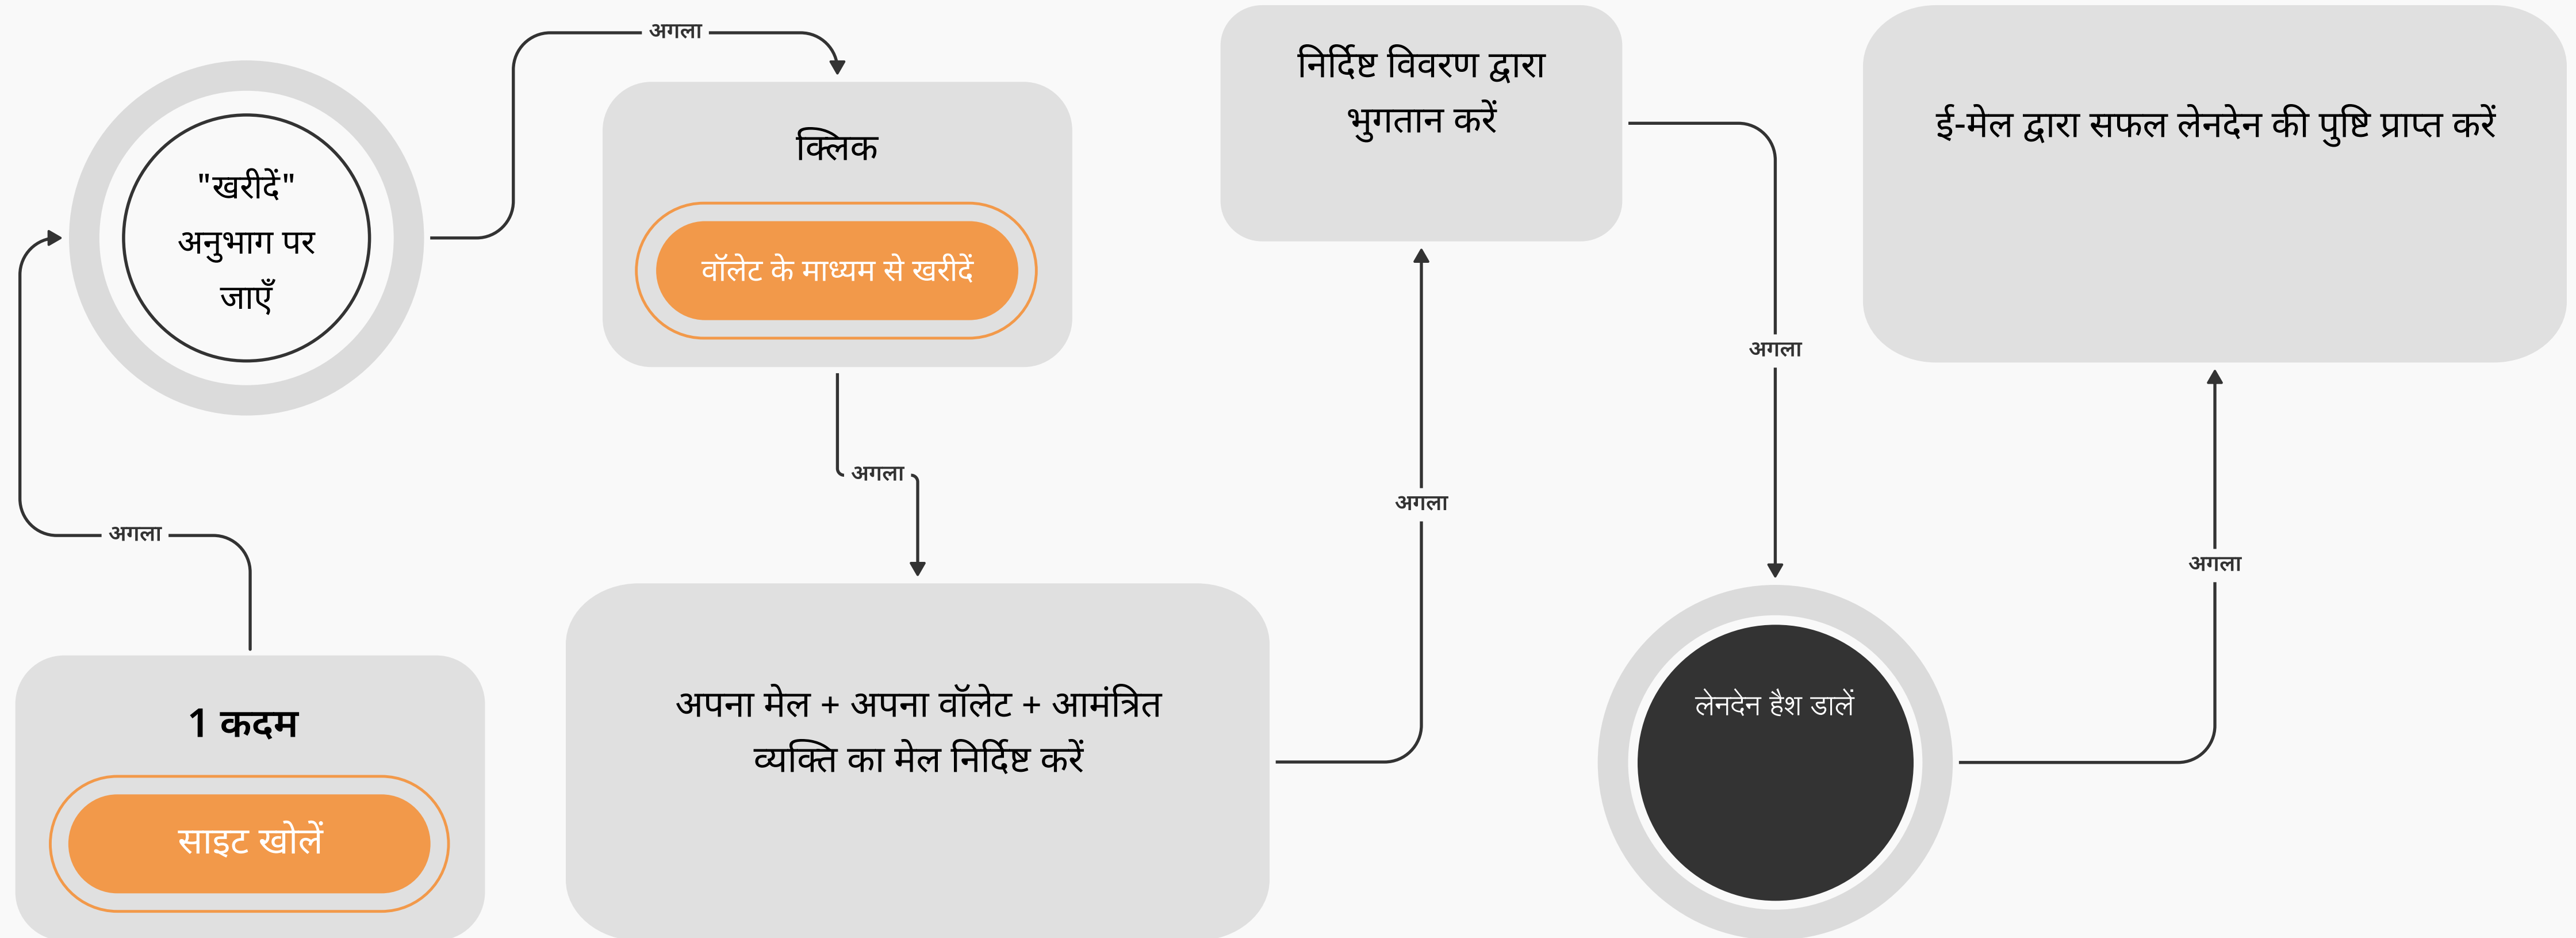 1 कदम
साइट खोलें
अगला
"खरीदें"
अनुभाग पर
जाएँ
अगला
क्लिक
वॉलेट के माध्यम से खरीदें
अगला
अपना मेल + अपना वॉलेट + आमंत्रित
व्यक्ति का मेल निर्दिष्ट करें
अगला
निर्दिष्ट विवरण द्वारा
भुगतान करें
अगला
लेनदेन हैश डालें
अगला
ई-मेल द्वारा सफल लेनदेन की पुष्टि प्राप्त करें